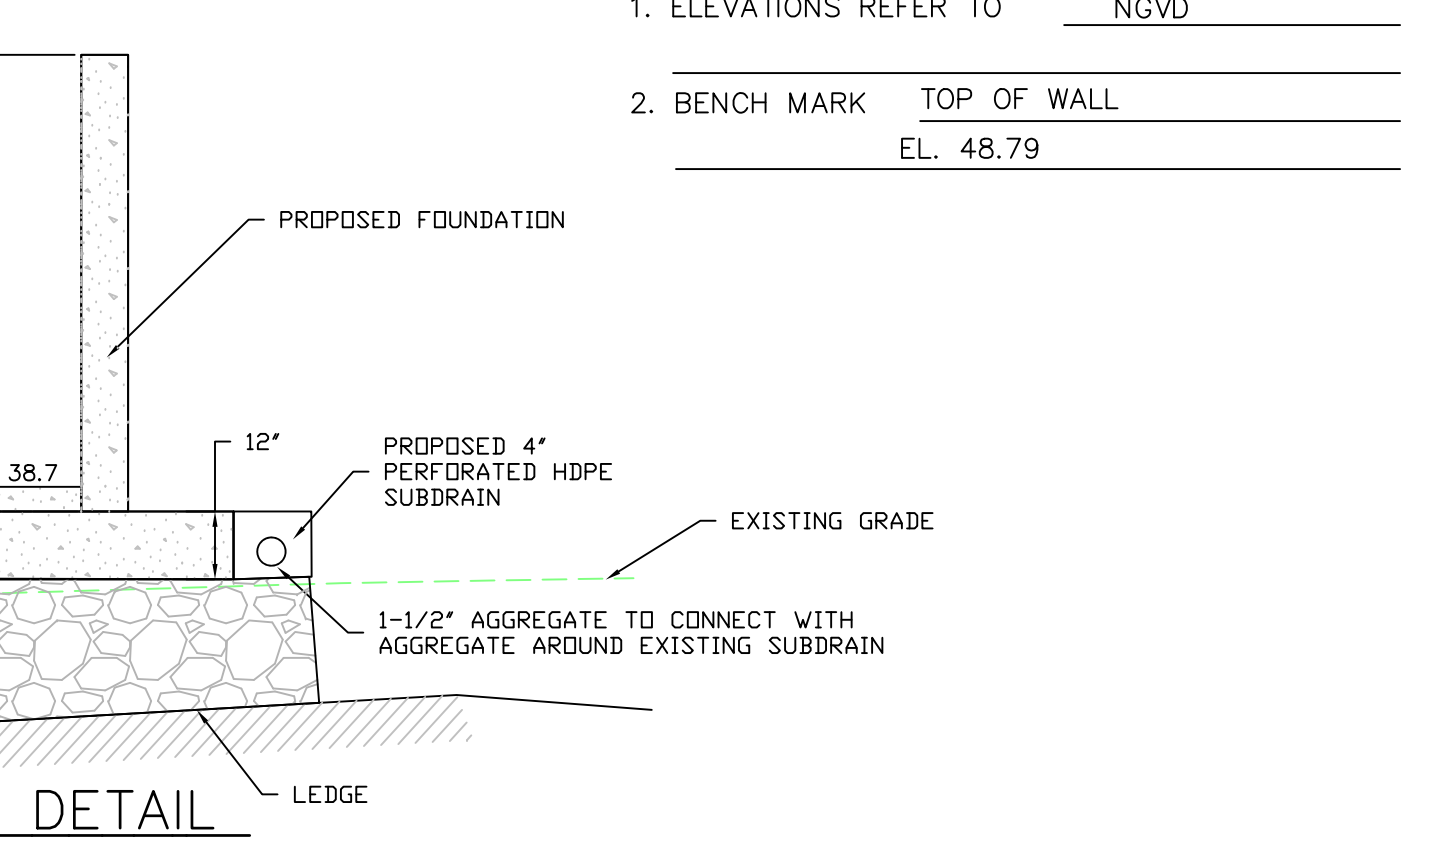 1. ELEVATIONS REFER TO NGVD
2. BENCH MARK TOP OF WALL
EL. 48.79
PROPOSED FOUNDATION
12"
PROPOSED 4"
PERFORATED HDPE
SUBDRAIN
38.7
EXISTING GRADE
1-1/2" AGGREGATE TO CONNECT WITH
AGGREGATE AROUND EXISTING SUBDRAIN
LEDGE
DETAIL